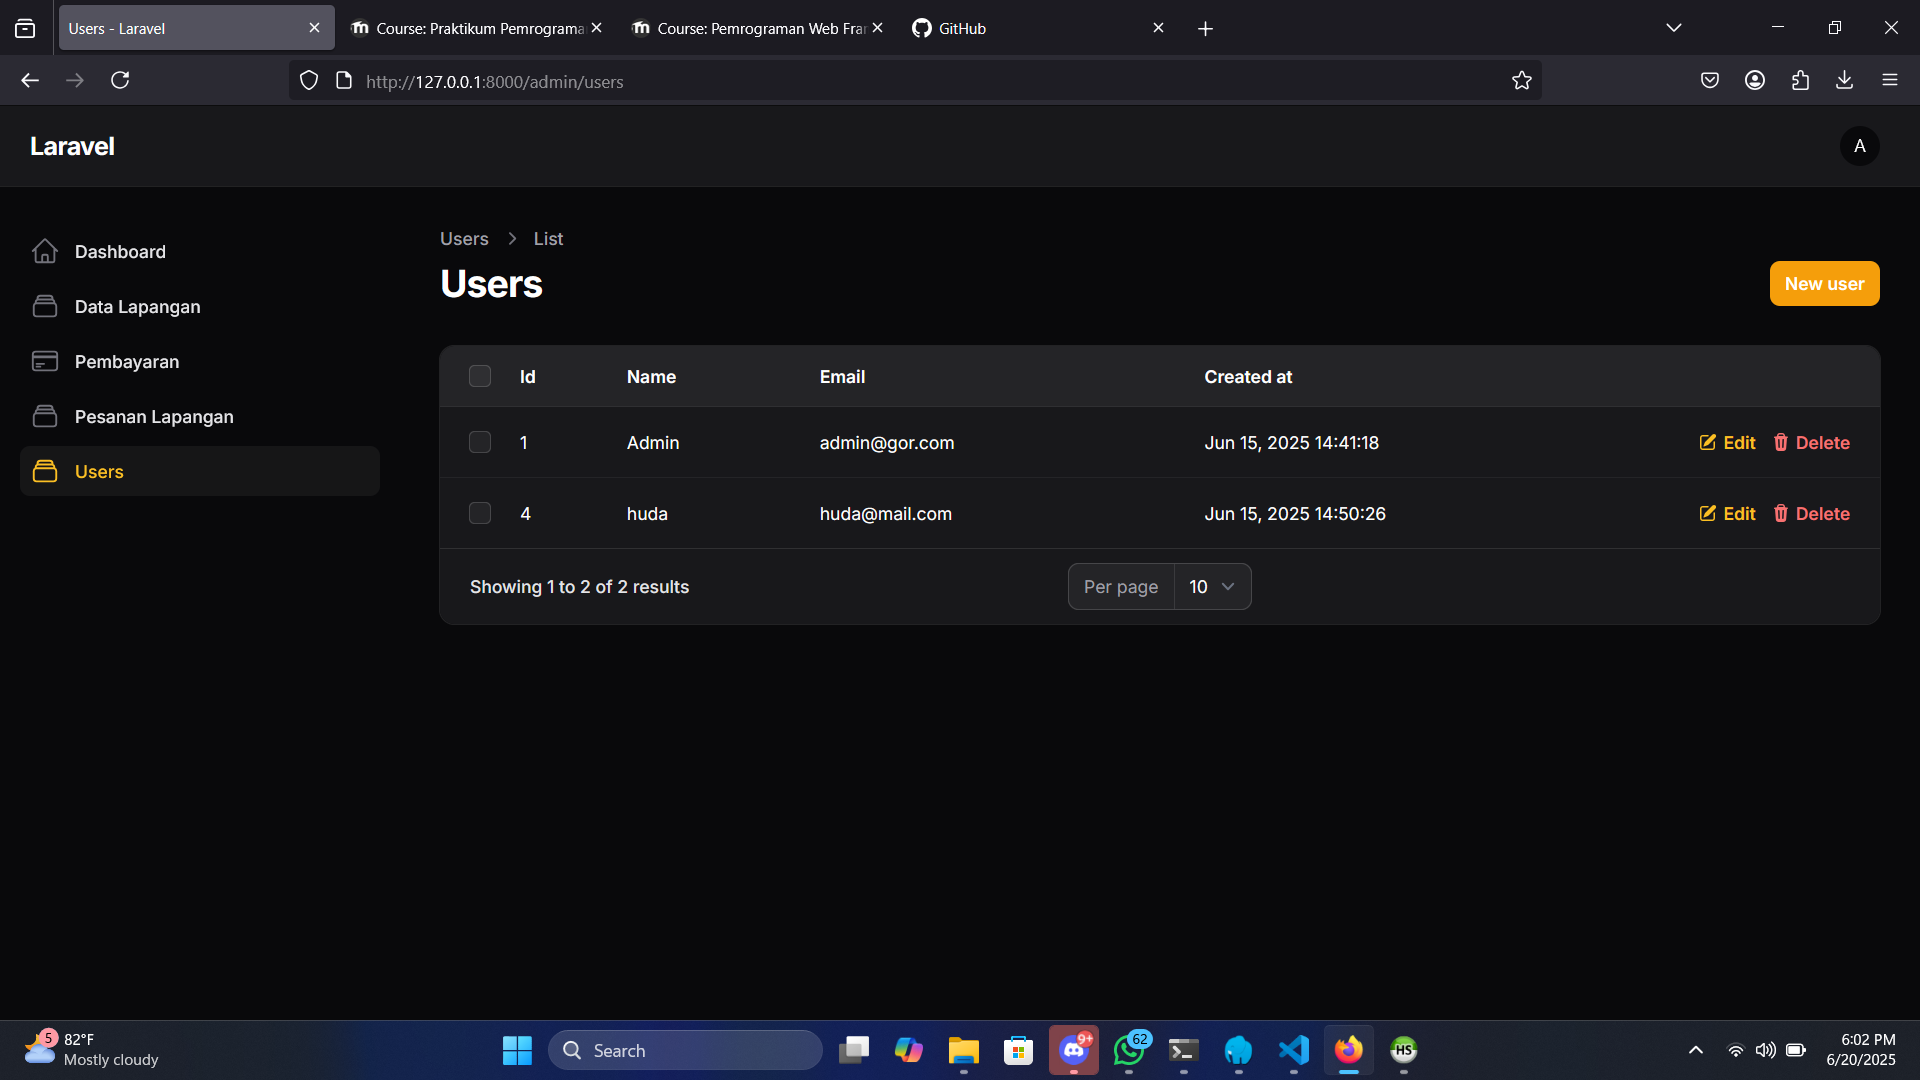 Users - Laravel
Course: Praktikum Pemrograma
Course: Pemrograman Web Fra
GitHub
http://127.0.0.1:8000/admin/users
Laravel
A
Dashboard
Data Lapangan
Pembayaran
Pesanan Lapangan
Users
Users > List
Users
New user
Id Name Email Created at
1 Admin admin@gor.com Jun 15, 2025 14:41:18 Edit Delete
4 huda huda@mail.com Jun 15, 2025 14:50:26 Edit Delete
Showing 1 to 2 of 2 results
Per page 10
5
82°F
Mostly cloudy
Search
9+
62
HS
6:02 PM
6/20/2025